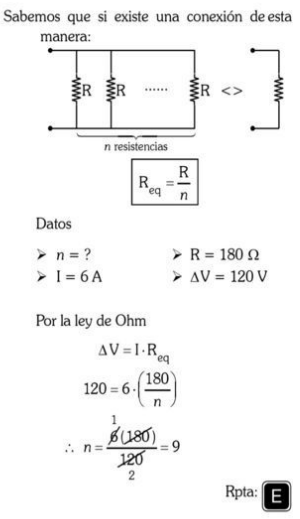 Sabemos que si existe una conexión de esta
manera:
R R ...... R < >
n resistencias
R_eq = R/n
Datos
➢ n = ? ➢ R = 180 Ω
➢ I = 6 A ➢ ΔV = 120 V
Por la ley de Ohm
ΔV = I · R_eq
120 = 6 · (180/n)
1
∴ n = 6(180)/120 = 9
2
Rpta: E